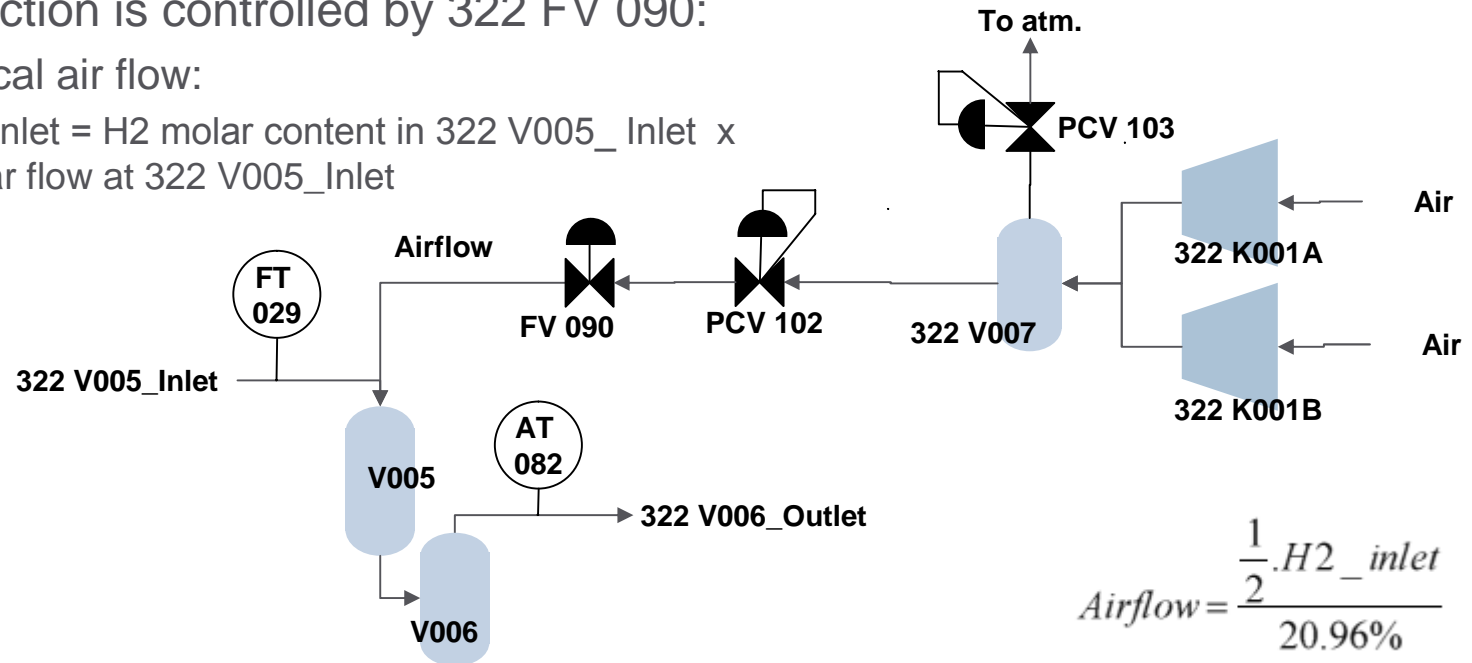 ction is controlled by 322 FV 090:
cal air flow:
nlet = H2 molar content in 322 V005_ Inlet x
ar flow at 322 V005_Inlet
To atm.
PCV 103
Air
322 K001A
Airflow
FT
029
FV 090
PCV 102
322 V007
Air
322 V005_Inlet
322 K001B
AT
082
V005
322 V006_Outlet
V006
Airflow = 1/2 .H2_inlet / 20.96%